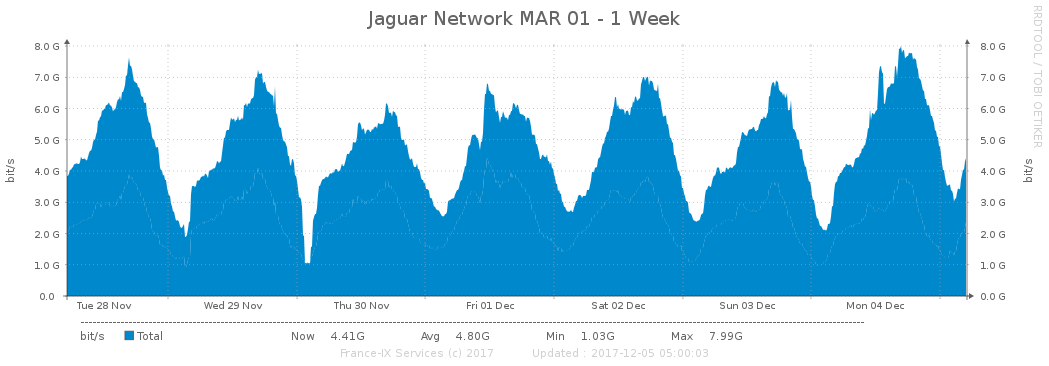 Jaguar Network MAR 01 - 1 Week
RRDTOOL / TOBI OETIKER
bit/s
bit/s
8.0 G 8.0 G
7.0 G 7.0 G
6.0 G 6.0 G
5.0 G 5.0 G
4.0 G 4.0 G
3.0 G 3.0 G
2.0 G 2.0 G
1.0 G 1.0 G
0.0 0.0 G
Tue 28 Nov Wed 29 Nov Thu 30 Nov Fri 01 Dec Sat 02 Dec Sun 03 Dec Mon 04 Dec
bit/s Total Now 4.41G Avg 4.80G Min 1.03G Max 7.99G
France-IX Services (c) 2017 Updated : 2017-12-05 05:00:03